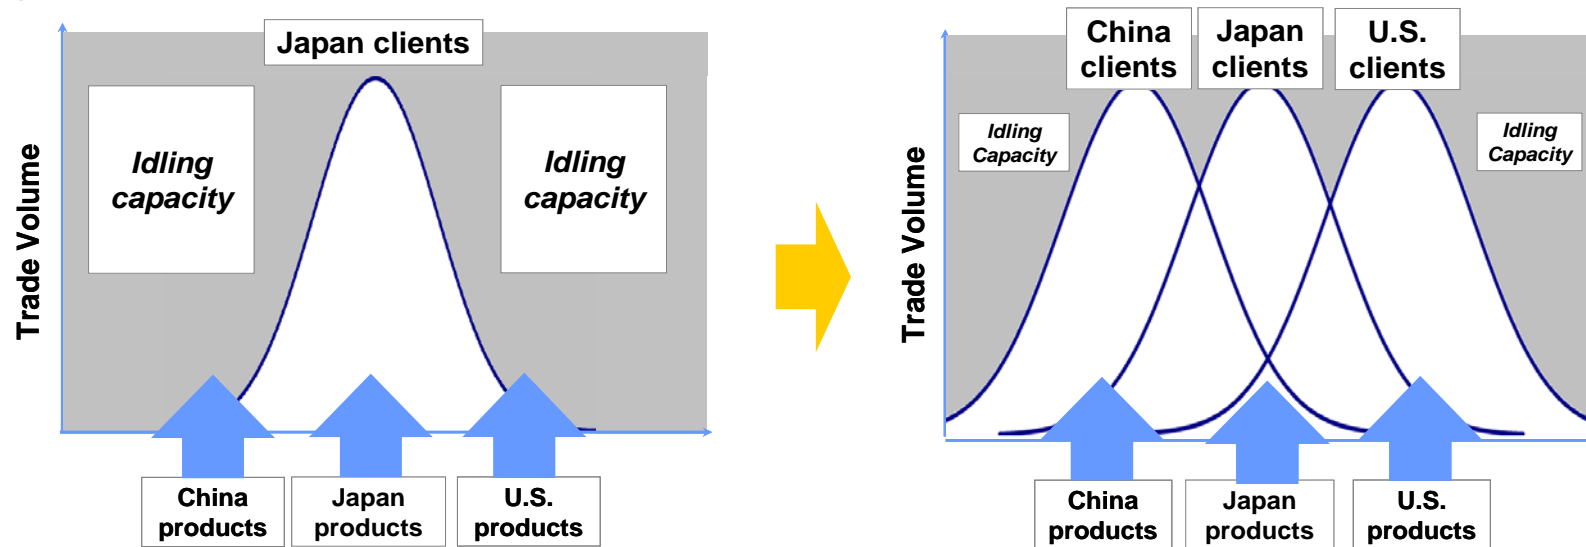 Japan clients
Idling
capacity
Idling
capacity
Trade Volume
China
products
Japan
products
U.S.
products
China
clients
Japan
clients
U.S.
clients
Idling
Capacity
Idling
Capacity
Trade Volume
China
products
Japan
products
U.S.
products